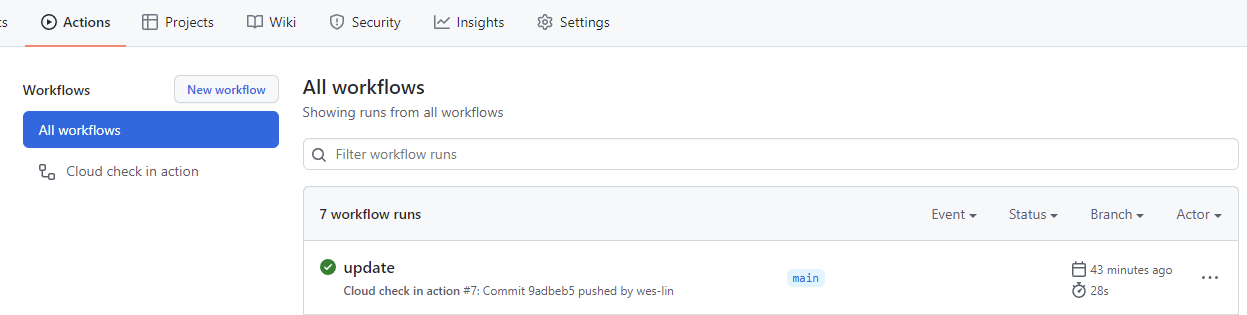 ts Actions Projects Wiki Security Insights Settings
Workflows
New workflow
All workflows
Cloud check in action
All workflows
Showing runs from all workflows
Filter workflow runs
7 workflow runs Event Status Branch Actor
update
Cloud check in action #7: Commit 9adbeb5 pushed by wes-lin
main
43 minutes ago
28s